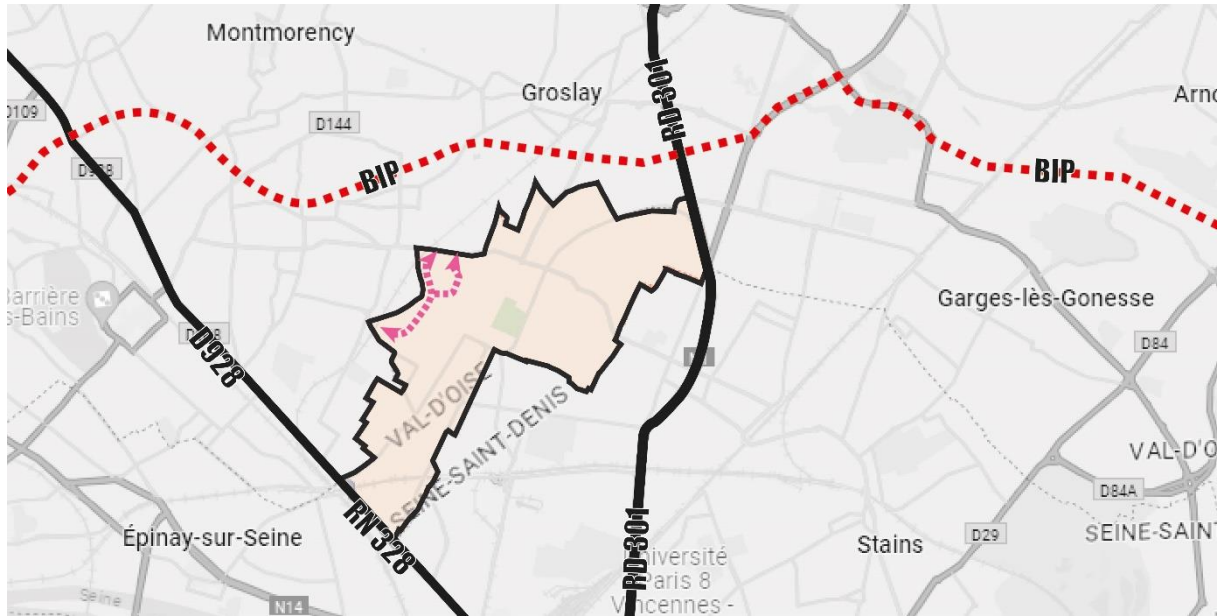 Montmorency
Groslay
RD-301
Arno
D109
D144
BIP
BIP
Barrière
s-Bains
Garges-lès-Gonesse
D84
D928
VAL-D'OISE
SEINE-SAINT-DENIS
VAL-D'O
D84A
RN 328
Épinay-sur-Seine
RD-301
Université
Paris 8
Vincennes -
Stains
D29
SEINE-SAINT
Seine
N14